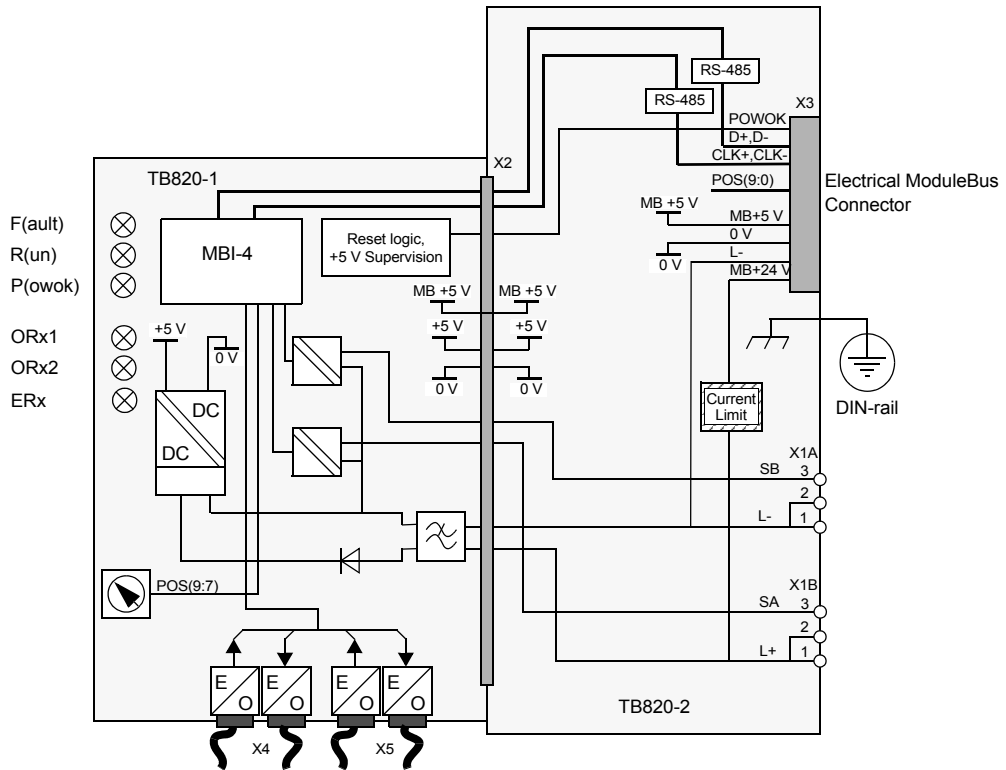 RS-485
RS-485
X3
POWOK
D+,D-
CLK+,CLK-
POS(9:0)
MB +5 V
MB+5 V
0 V
0 V
L-
MB+24 V
Electrical ModuleBus
Connector
X2
TB820-1
F(ault)
R(un)
P(owok)
MBI-4
Reset logic,
+5 V Supervision
MB +5 V
MB +5 V
+5 V
+5 V
0 V
0 V
ORx1
ORx2
ERx
+5 V
0 V
DC
DC
Current
Limit
DIN-rail
X1A
SB
3
2
L-
1
X1B
SA
3
2
L+
1
POS(9:7)
E
O
E
O
E
O
E
O
X4
X5
TB820-2